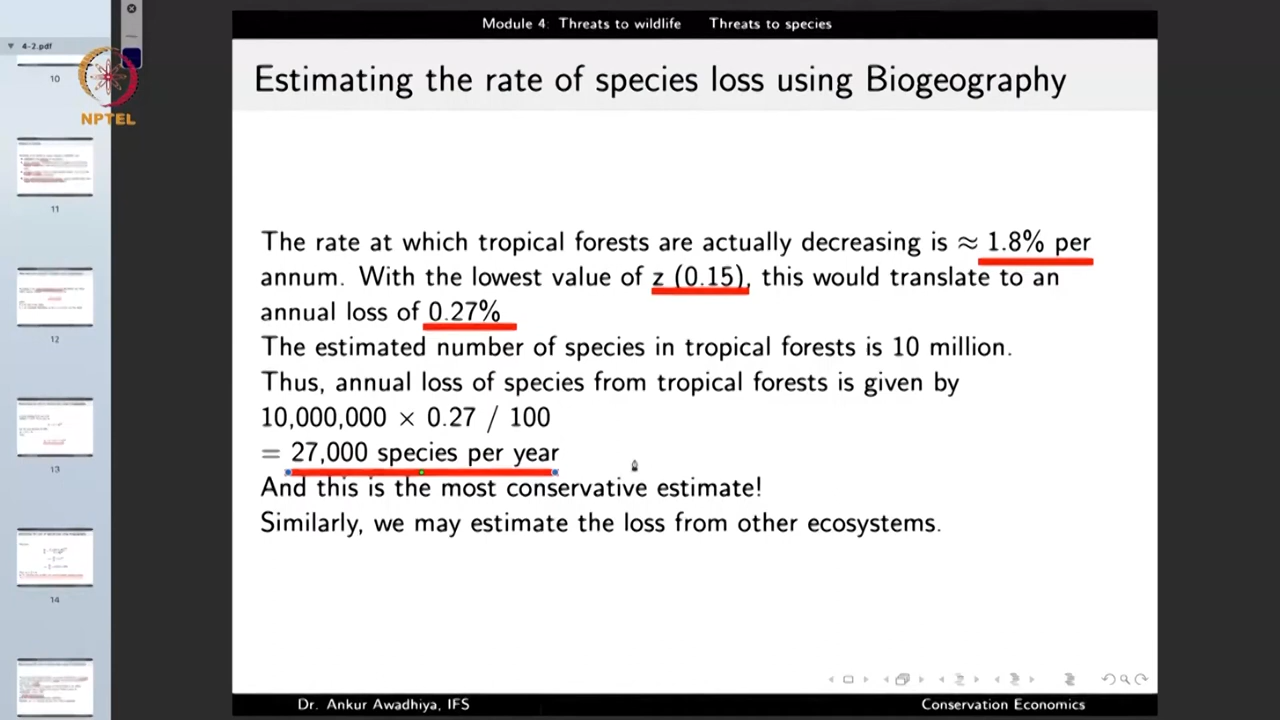 Module 4: Threats to wildlife Threats to species
4-2.pdf
10
NPTEL
11
12
13
14
Estimating the rate of species loss using Biogeography
The rate at which tropical forests are actually decreasing is ≈ 1.8% per
annum. With the lowest value of z (0.15), this would translate to an
annual loss of 0.27%
The estimated number of species in tropical forests is 10 million.
Thus, annual loss of species from tropical forests is given by
10,000,000 × 0.27 / 100
= 27,000 species per year
And this is the most conservative estimate!
Similarly, we may estimate the loss from other ecosystems.
Dr. Ankur Awadhiya, IFS Conservation Economics